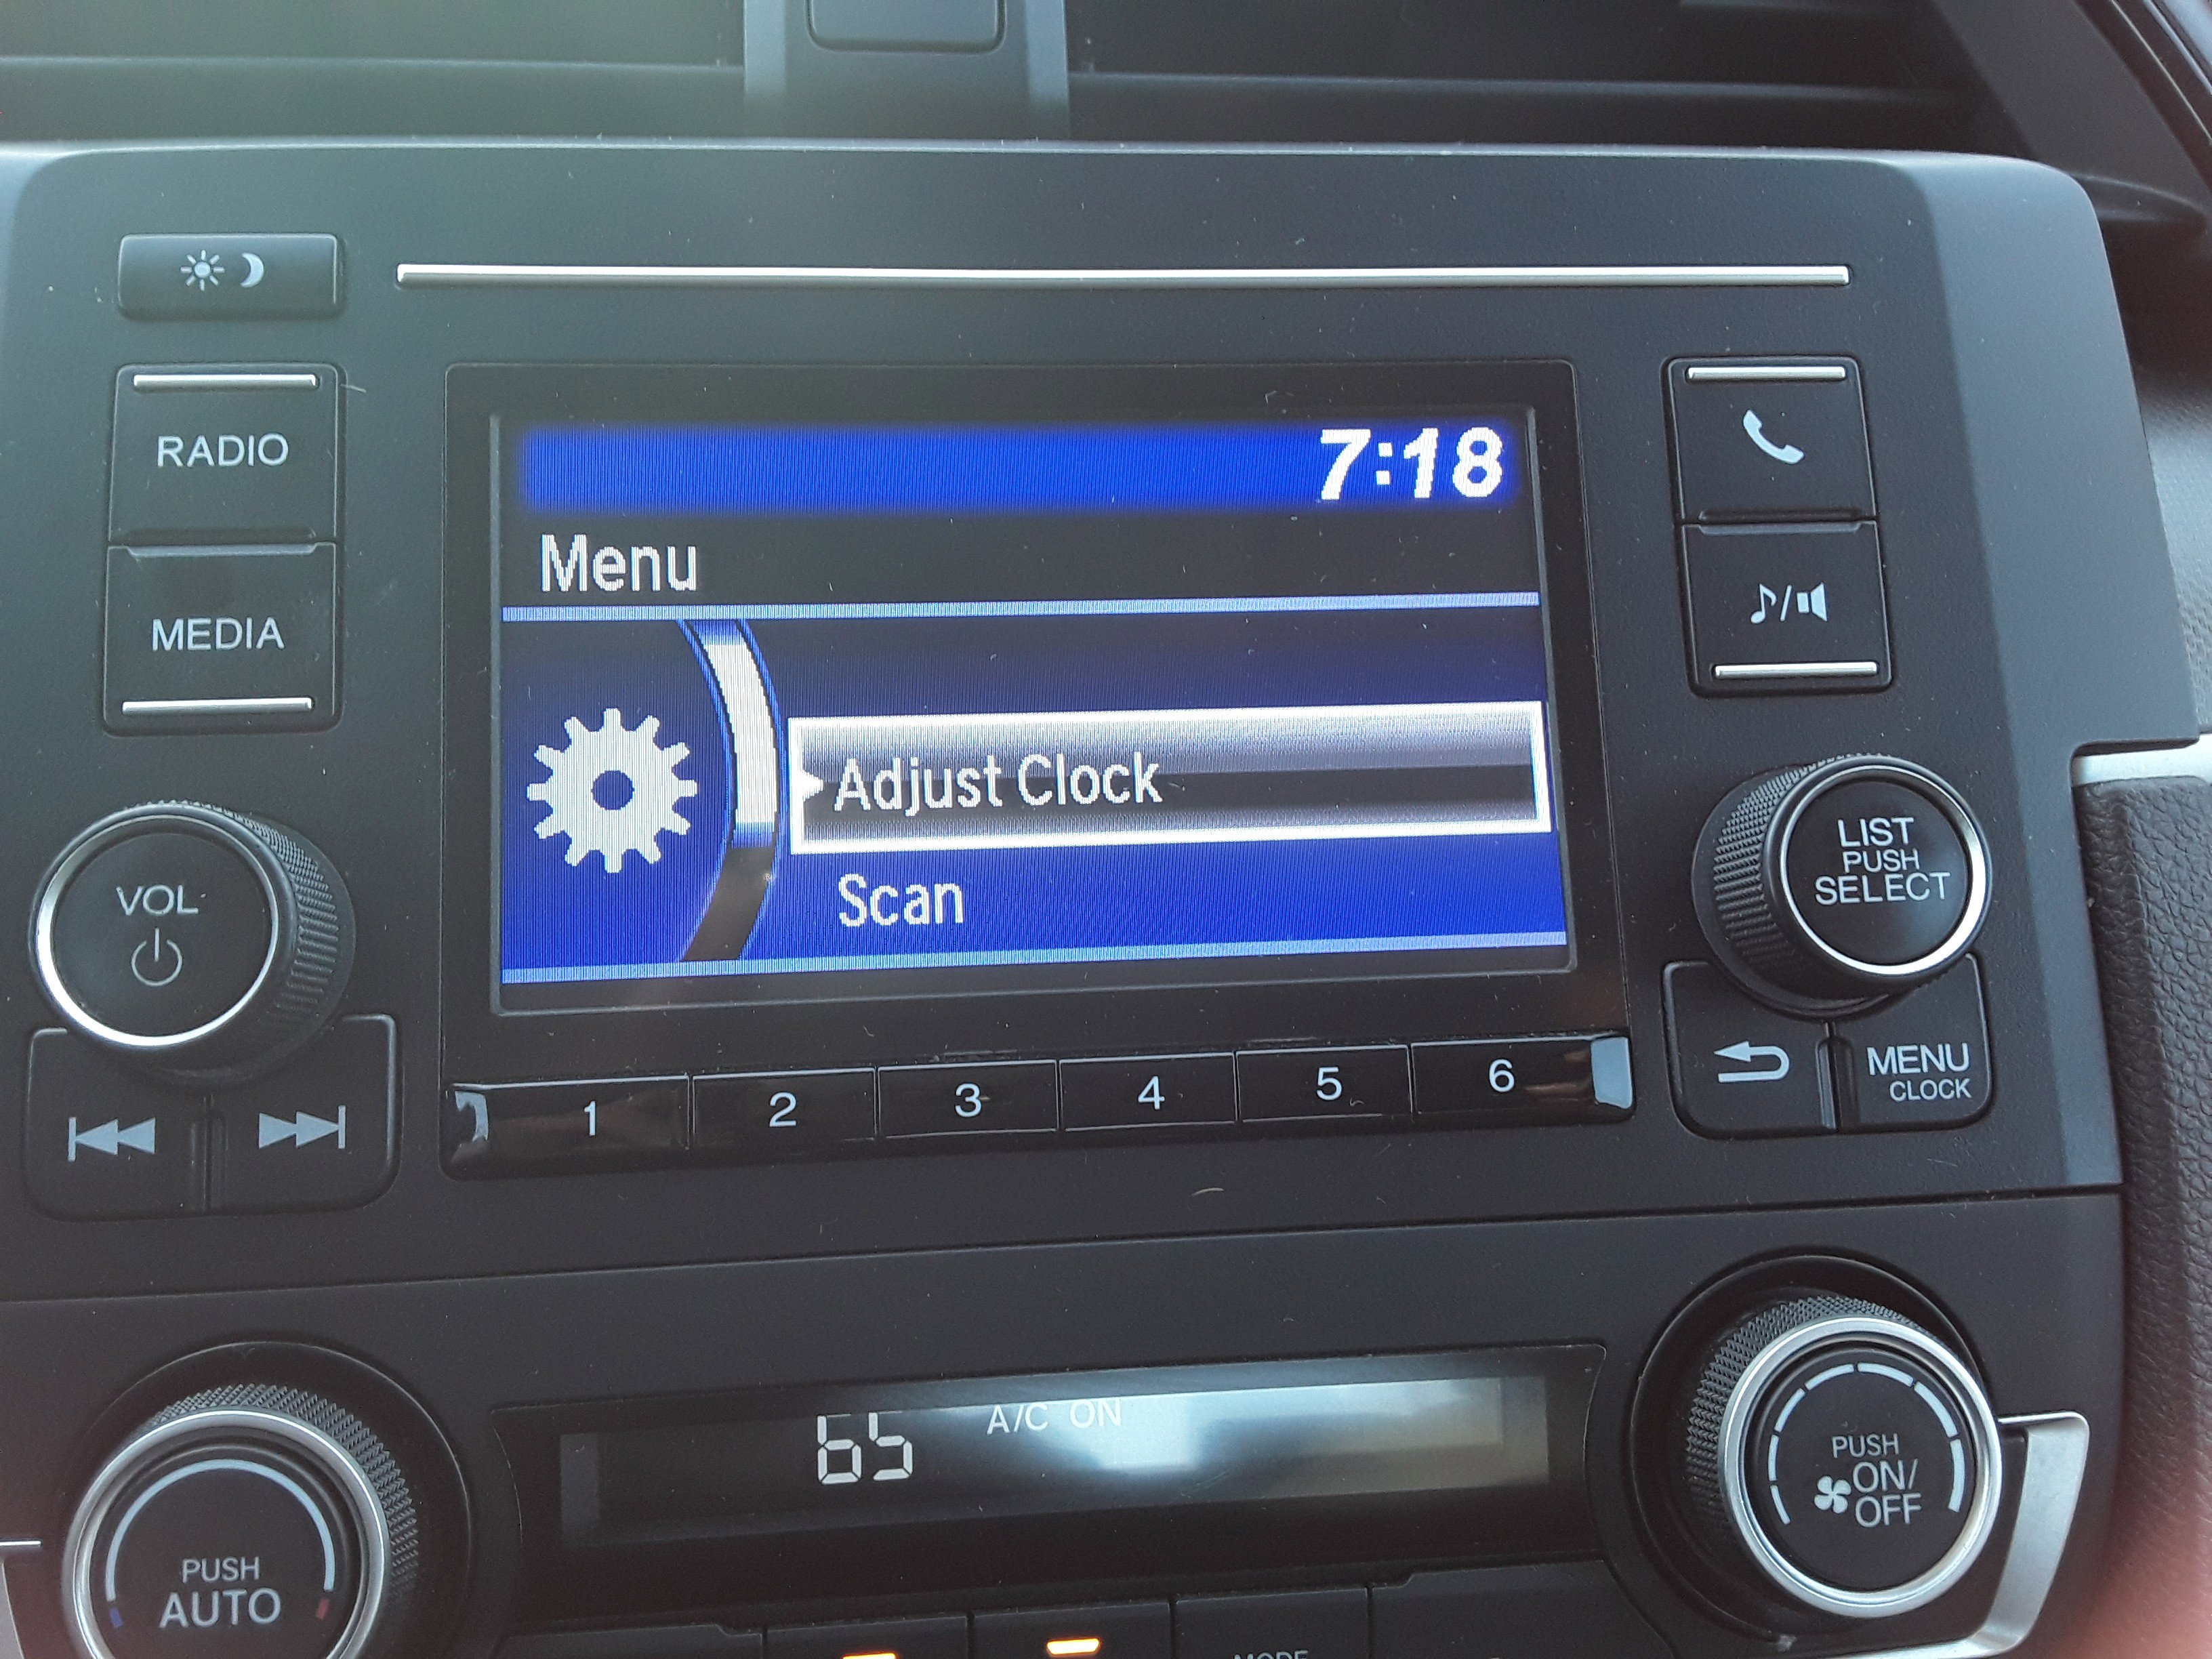 7:18
RADIO
Menu
MEDIA
Adjust Clock
LIST
PUSH
SELECT
VOL
Scan
MENU
CLOCK
1 2 3 4 5 6
65 A/C ON
PUSH
ON/
OFF
PUSH
AUTO
MODE